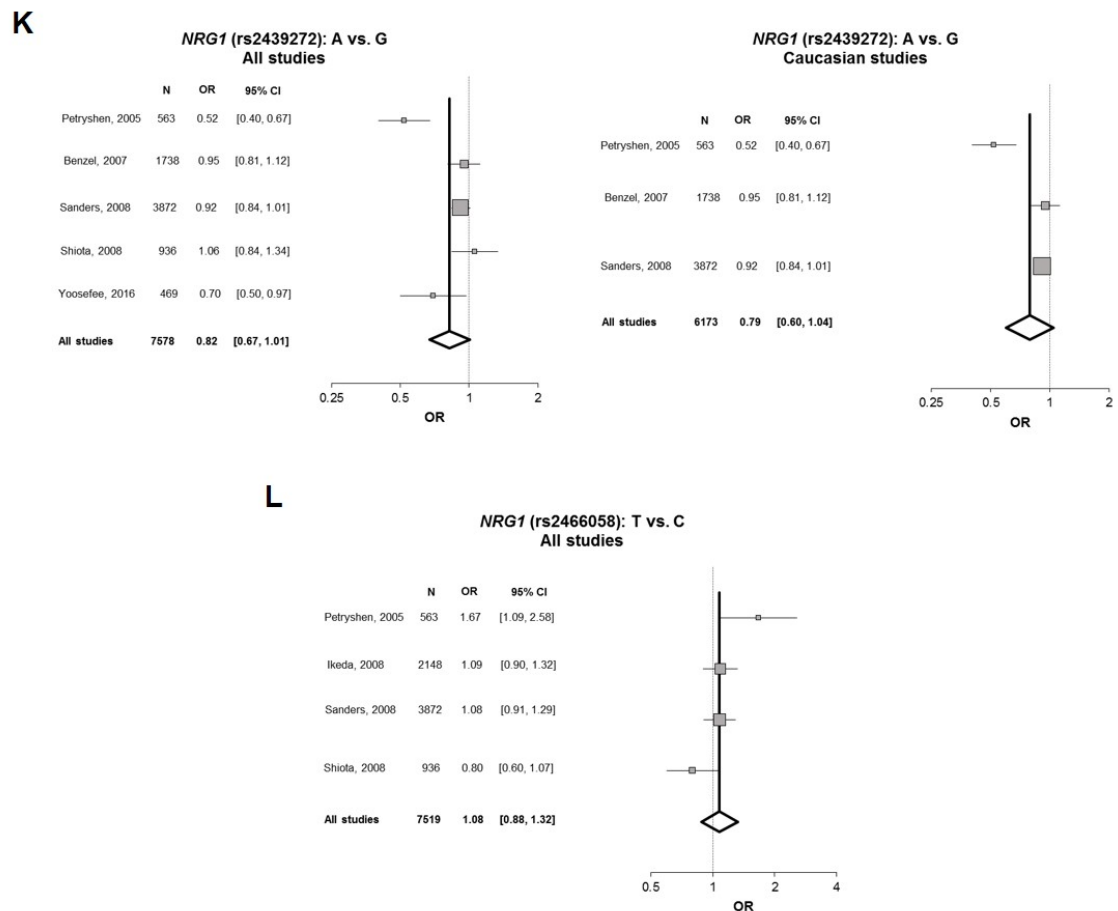 K
NRG1 (rs2439272): A vs. G
All studies
N OR 95% CI
Petryshen, 2005 563 0.52 [0.40, 0.67]
Benzel, 2007 1738 0.95 [0.81, 1.12]
Sanders, 2008 3872 0.92 [0.84, 1.01]
Shiota, 2008 936 1.06 [0.84, 1.34]
Yoosefee, 2016 469 0.70 [0.50, 0.97]
All studies 7578 0.82 [0.67, 1.01]
0.25 0.5 1 2
OR
NRG1 (rs2439272): A vs. G
Caucasian studies
N OR 95% CI
Petryshen, 2005 563 0.52 [0.40, 0.67]
Benzel, 2007 1738 0.95 [0.81, 1.12]
Sanders, 2008 3872 0.92 [0.84, 1.01]
All studies 6173 0.79 [0.60, 1.04]
0.25 0.5 1 2
OR
L
NRG1 (rs2466058): T vs. C
All studies
N OR 95% CI
Petryshen, 2005 563 1.67 [1.09, 2.58]
Ikeda, 2008 2148 1.09 [0.90, 1.32]
Sanders, 2008 3872 1.08 [0.91, 1.29]
Shiota, 2008 936 0.80 [0.60, 1.07]
All studies 7519 1.08 [0.88, 1.32]
0.5 1 2 4
OR